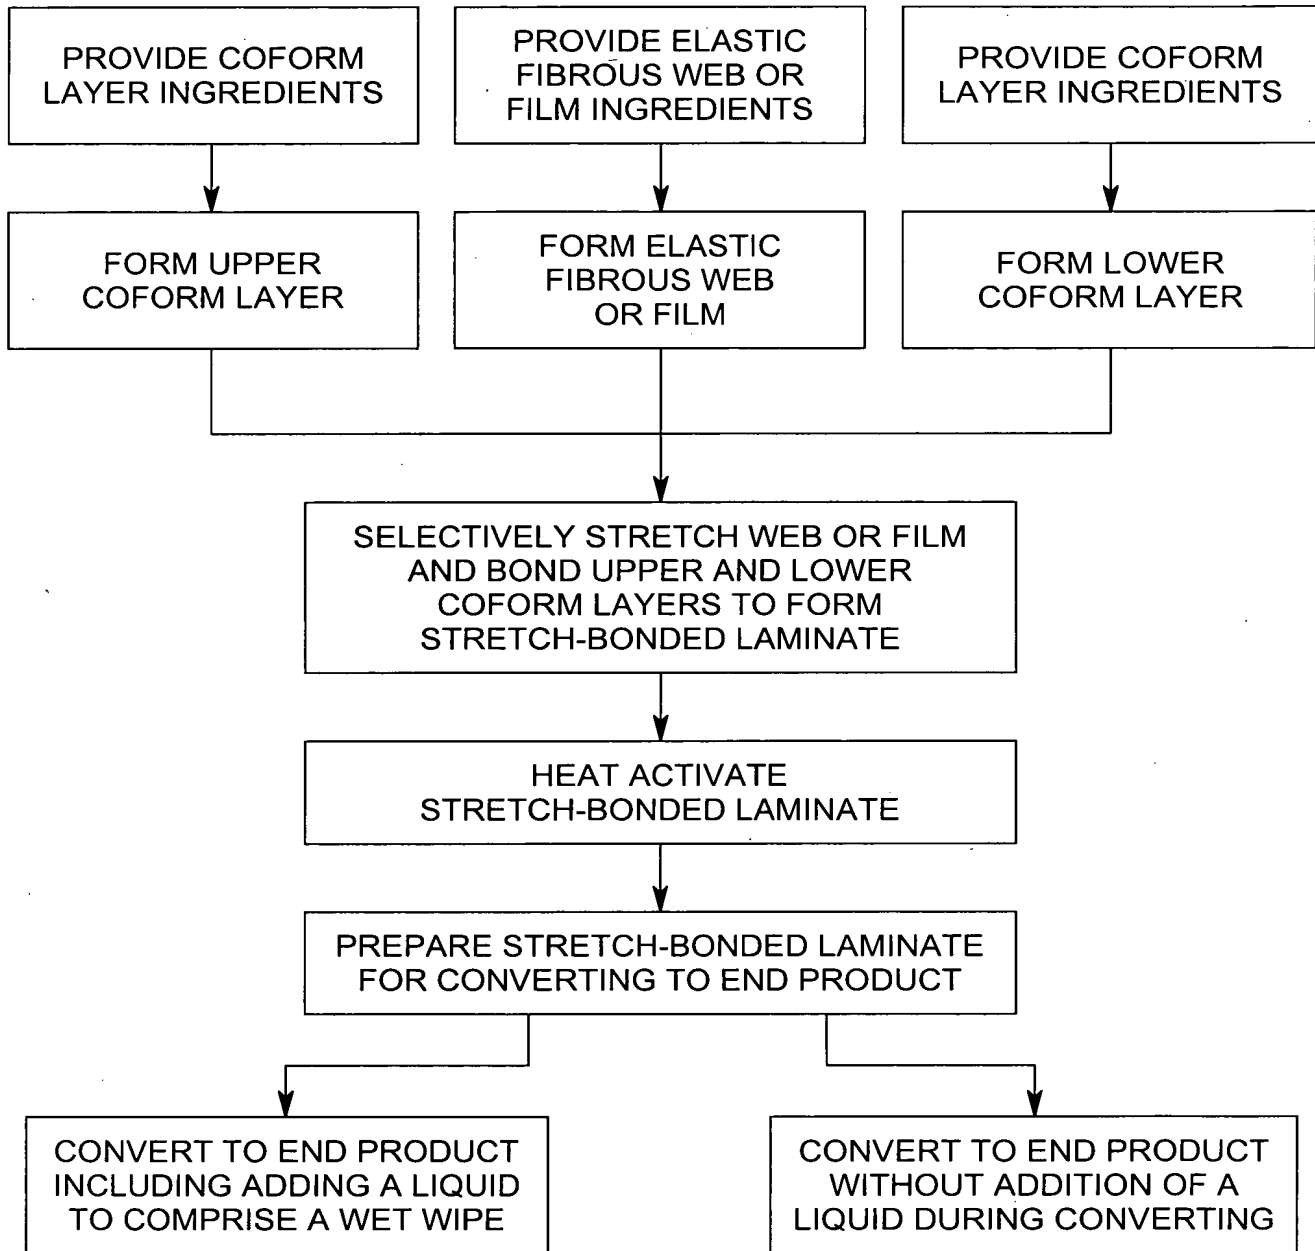 PROVIDE COFORM
LAYER INGREDIENTS
PROVIDE ELASTIC
FIBROUS WEB OR
FILM INGREDIENTS
PROVIDE COFORM
LAYER INGREDIENTS
FORM UPPER
COFORM LAYER
FORM ELASTIC
FIBROUS WEB
OR FILM
FORM LOWER
COFORM LAYER
SELECTIVELY STRETCH WEB OR FILM
AND BOND UPPER AND LOWER
COFORM LAYERS TO FORM
STRETCH-BONDED LAMINATE
HEAT ACTIVATE
STRETCH-BONDED LAMINATE
PREPARE STRETCH-BONDED LAMINATE
FOR CONVERTING TO END PRODUCT
CONVERT TO END PRODUCT
INCLUDING ADDING A LIQUID
TO COMPRISE A WET WIPE
CONVERT TO END PRODUCT
WITHOUT ADDITION OF A
LIQUID DURING CONVERTING